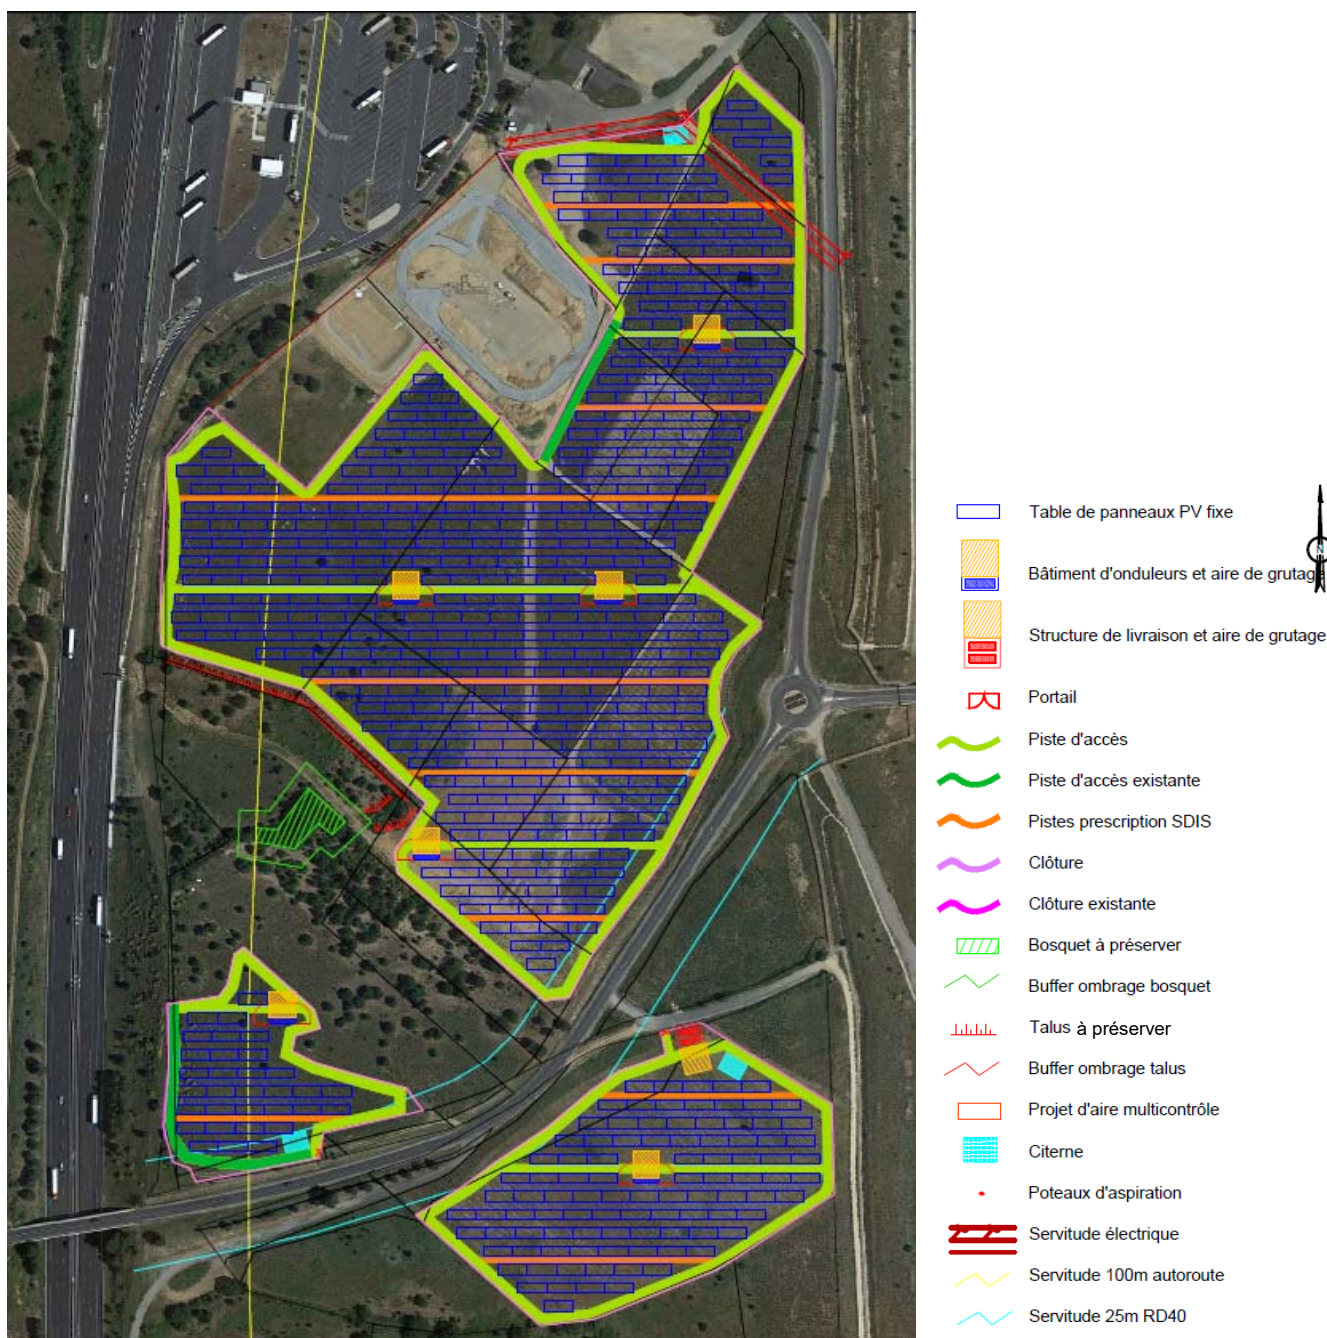 Table de panneaux PV fixe
Bâtiment d'onduleurs et aire de grutage
Structure de livraison et aire de grutage
Portail
Piste d'accès
Piste d'accès existante
Pistes prescription SDIS
Clôture
Clôture existante
Bosquet à préserver
Buffer ombrage bosquet
Talus à préserver
Buffer ombrage talus
Projet d'aire multicontrôle
Citerne
Poteaux d'aspiration
Servitude électrique
Servitude 100m autoroute
Servitude 25m RD40
N